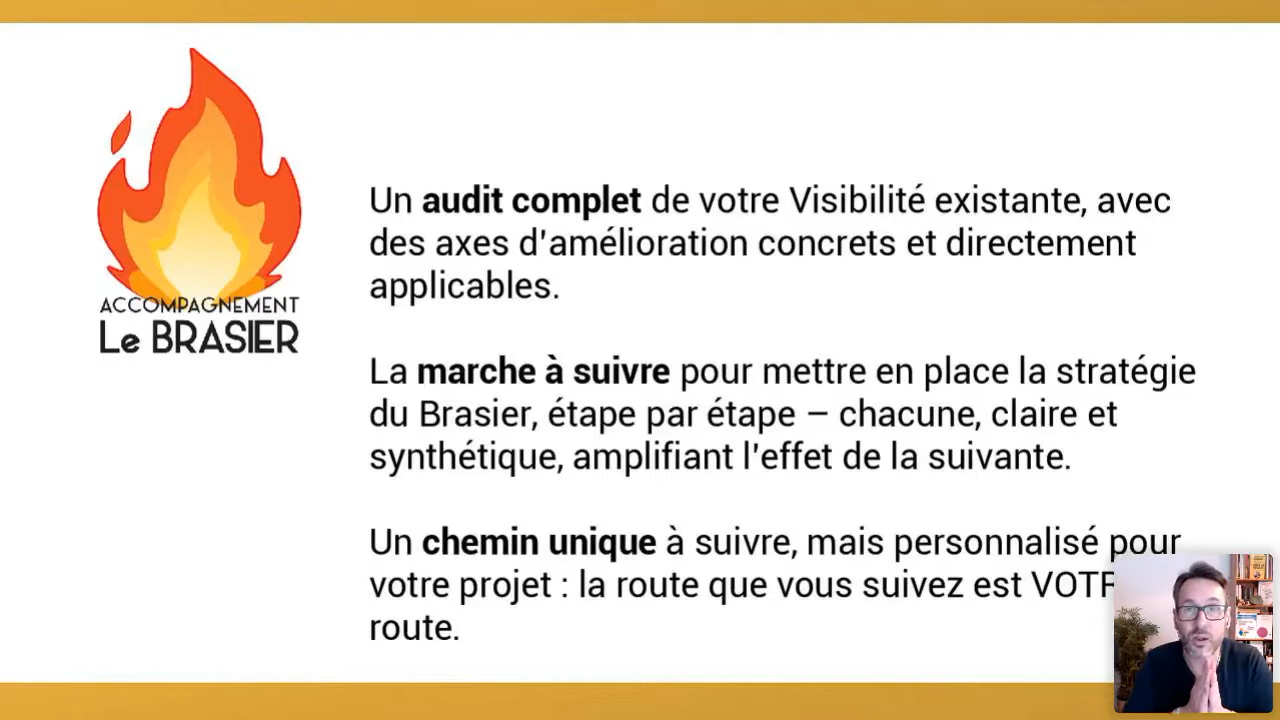 ACCOMPAGNEMENT
Le BRASIER
Un audit complet de votre Visibilité existante, avec
des axes d'amélioration concrets et directement
applicables.
La marche à suivre pour mettre en place la stratégie
du Brasier, étape par étape – chacune, claire et
synthétique, amplifiant l'effet de la suivante.
Un chemin unique à suivre, mais personnalisé pour
votre projet : la route que vous suivez est
route.